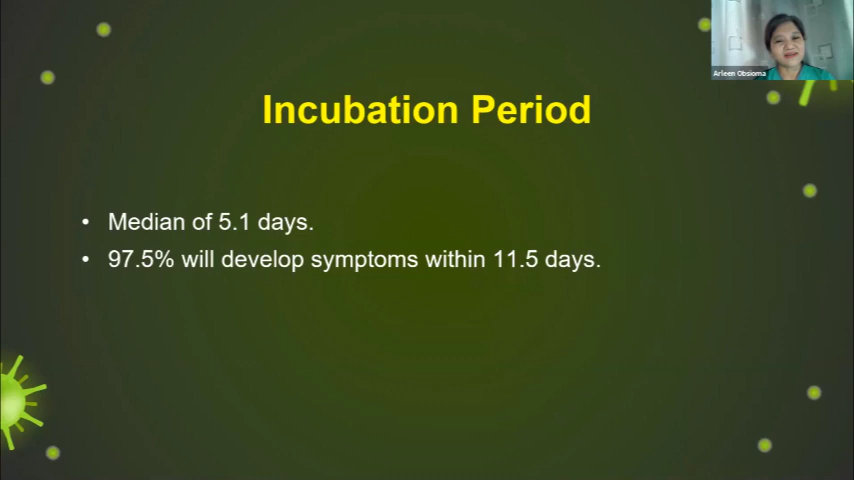 Arleen Obsioma
Incubation Period
• Median of 5.1 days.
• 97.5% will develop symptoms within 11.5 days.